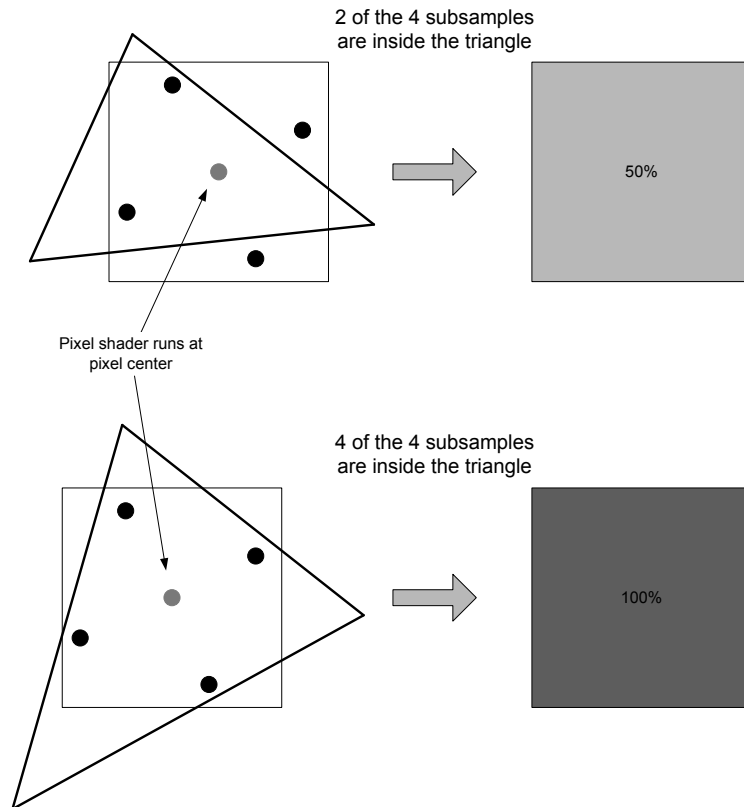 2 of the 4 subsamples
are inside the triangle
50%
Pixel shader runs at
pixel center
4 of the 4 subsamples
are inside the triangle
100%